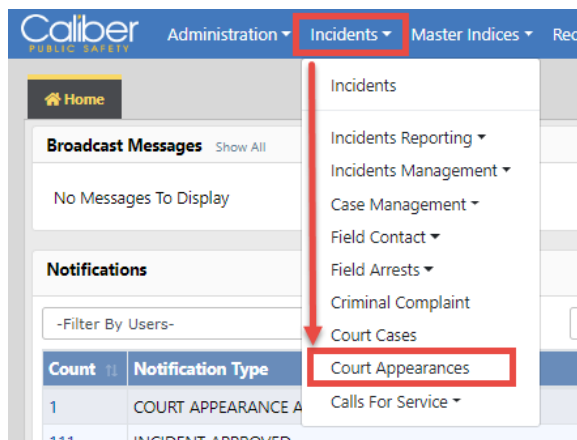 Caliber
PUBLIC SAFETY
Administration Incidents Master Indices
Home
Broadcast Messages Show All
No Messages To Display
Notifications
-Filter By Users-
Count Notification Type
1 COURT APPEARANCE
111 INCIDENT APPROVED
Incidents
Incidents Reporting
Incidents Management
Case Management
Field Contact
Field Arrests
Criminal Complaint
Court Cases
Court Appearances
Calls For Service